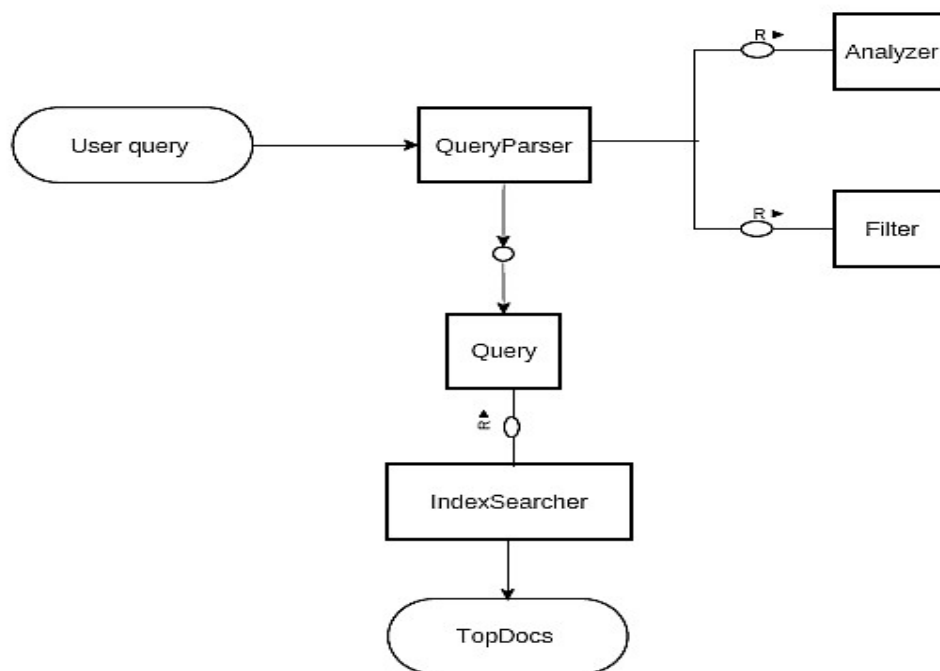 R ►
Analyzer
User query
QueryParser
R ►
Filter
Query
R ►
IndexSearcher
TopDocs